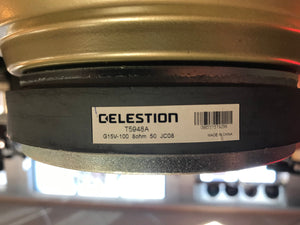 CELESTION
T5948A
G15V-100 8ohm 50 JC08
MADE IN CHINA